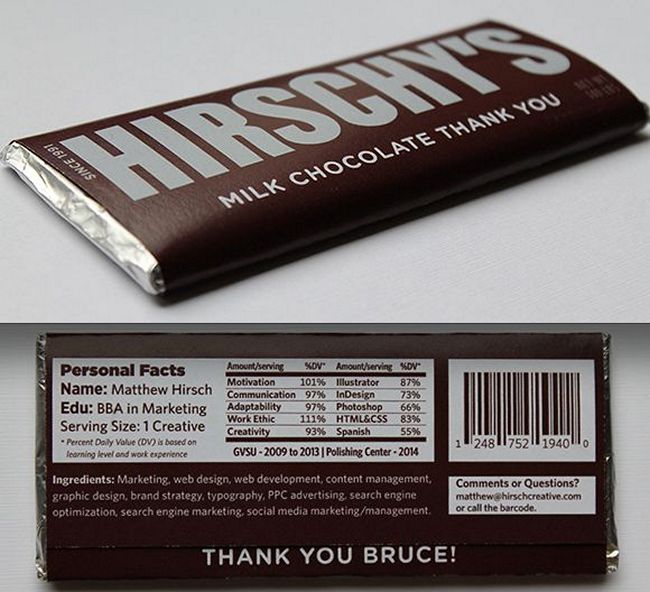 SINCE 1991
HIRSCHY'S
NET WT
160 LBS
MILK CHOCOLATE THANK YOU
Personal Facts
Name: Matthew Hirsch
Edu: BBA in Marketing
Serving Size: 1 Creative
* Percent Daily Value (DV) is based on
learning level and work experience
Amount/serving %DV* Amount/serving %DV*
Motivation 101% Illustrator 87%
Communication 97% InDesign 73%
Adaptability 97% Photoshop 66%
Work Ethic 111% HTML&CSS 83%
Creativity 93% Spanish 55%
GVSU - 2009 to 2013 | Polishing Center - 2014
1 248 752 1940 0
Ingredients: Marketing, web design, web development, content management,
graphic design, brand strategy, typography, PPC advertising, search engine
optimization, search engine marketing, social media marketing/management.
Comments or Questions?
matthew@hirschcreative.com
or call the barcode.
THANK YOU BRUCE!